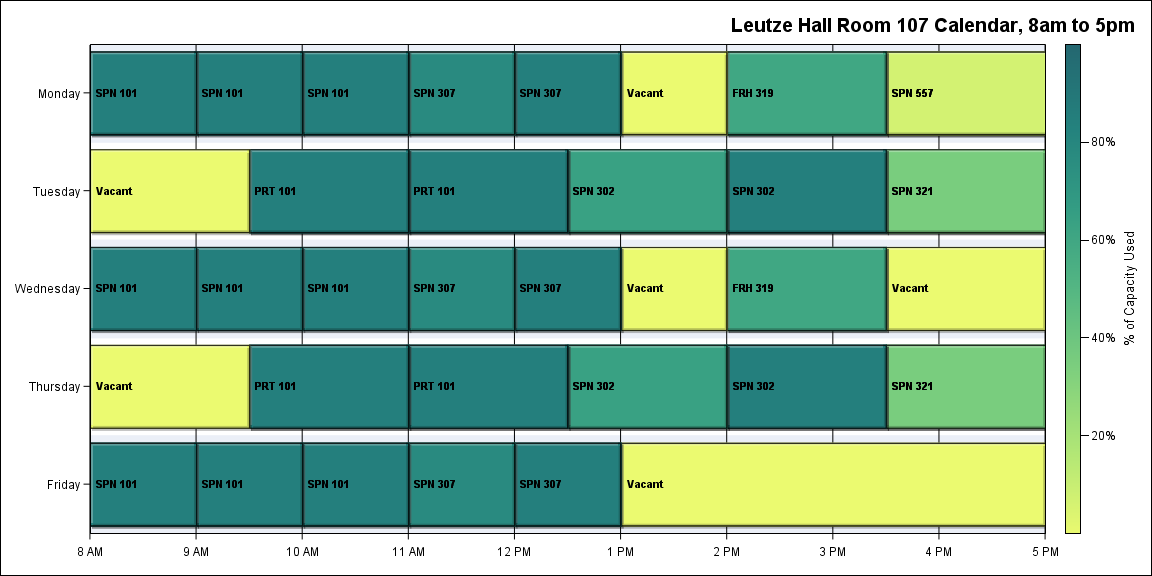 Leutze Hall Room 107 Calendar, 8am to 5pm
Monday
SPN 101
SPN 101
SPN 101
SPN 307
SPN 307
Vacant
FRH 319
SPN 557
Tuesday
Vacant
PRT 101
PRT 101
SPN 302
SPN 302
SPN 321
Wednesday
SPN 101
SPN 101
SPN 101
SPN 307
SPN 307
Vacant
FRH 319
Vacant
Thursday
Vacant
PRT 101
PRT 101
SPN 302
SPN 302
SPN 321
Friday
SPN 101
SPN 101
SPN 101
SPN 307
SPN 307
Vacant
8 AM
9 AM
10 AM
11 AM
12 PM
1 PM
2 PM
3 PM
4 PM
5 PM
80%
60%
40%
20%
% of Capacity Used